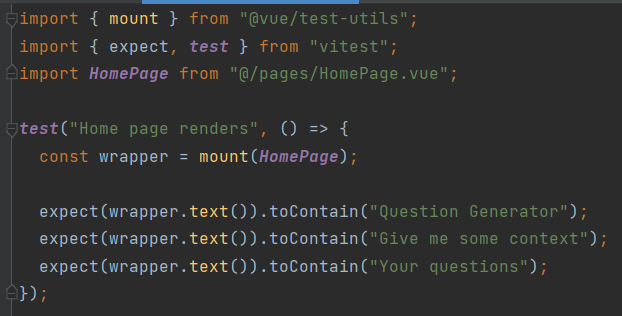 import { mount } from "@vue/test-utils";
import { expect, test } from "vitest";
import HomePage from "@/pages/HomePage.vue";

test("Home page renders", () => {
  const wrapper = mount(HomePage);

  expect(wrapper.text()).toContain("Question Generator");
  expect(wrapper.text()).toContain("Give me some context");
  expect(wrapper.text()).toContain("Your questions");
});